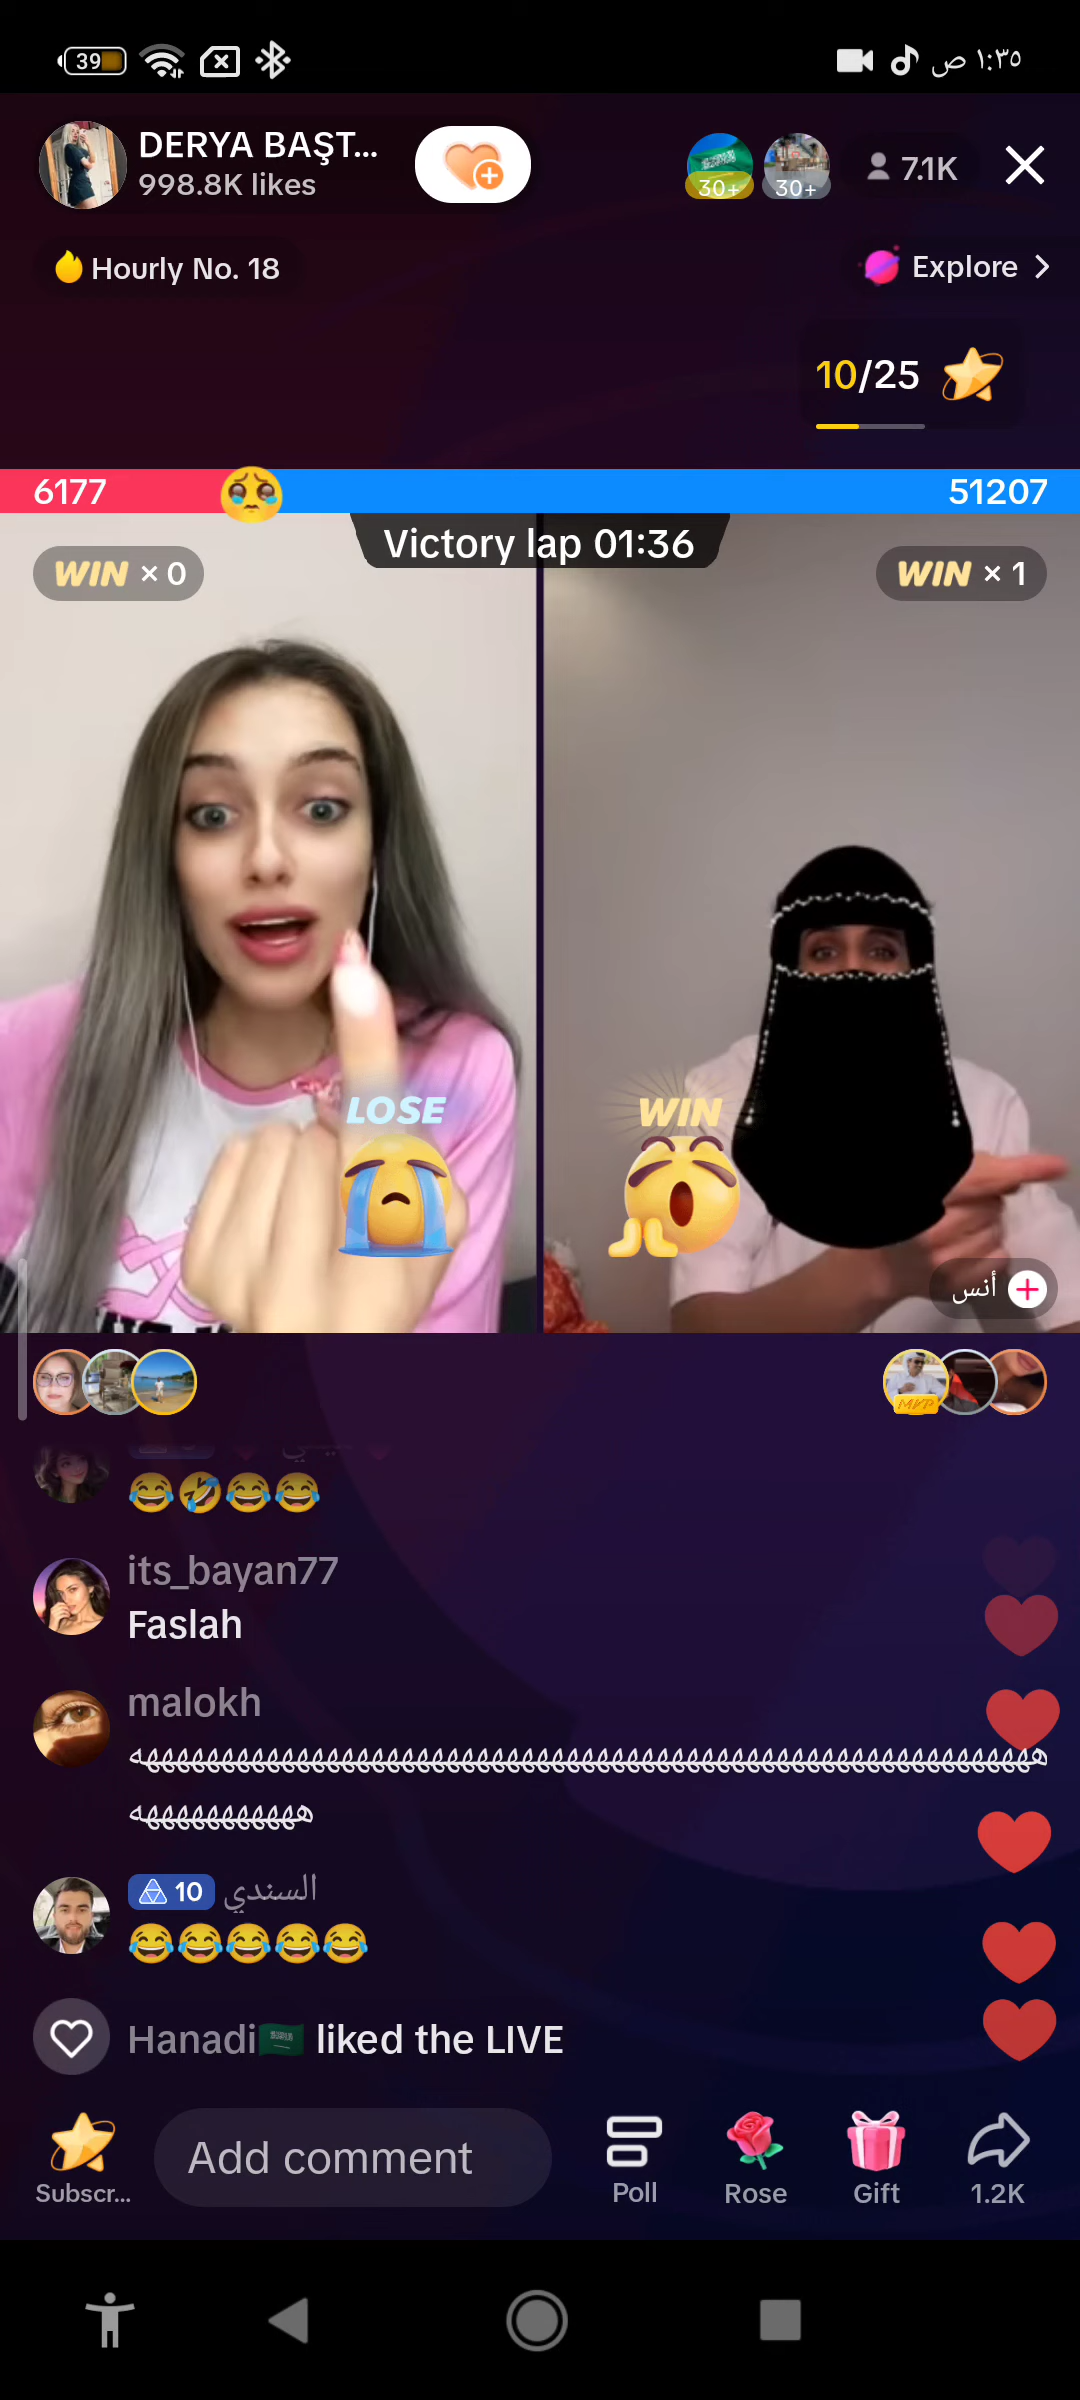 39
١:٣٥ ص
DERYA BAŞT...
998.8K likes
30+
30+
7.1K
Hourly No. 18
Explore
10/25
6177
51207
Victory lap 01:36
WIN × 0
WIN × 1
LOSE
WIN
أنس
MVP
😂🤣😂😂
its_bayan77
Faslah
malokh
10 السندي
😂😂😂😂😂
Hanadi🇸🇦 liked the LIVE
Subscr...
Add comment
Poll
Rose
Gift
1.2K